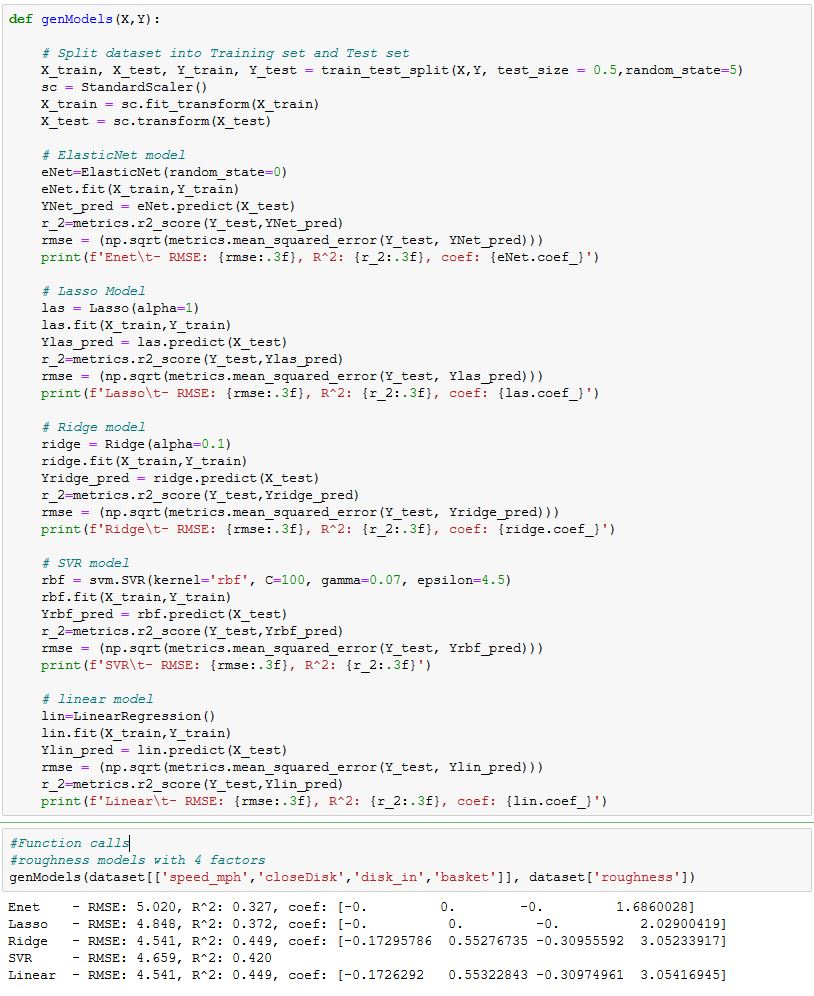 def genModels(X,Y):
# Split dataset into Training set and Test set
X_train, X_test, Y_train, Y_test = train_test_split(X,Y, test_size = 0.5,random_state=5)
sc = StandardScaler()
X_train = sc.fit_transform(X_train)
X_test = sc.transform(X_test)
# ElasticNet model
eNet=ElasticNet(random_state=0)
eNet.fit(X_train,Y_train)
YNet_pred = eNet.predict(X_test)
r_2=metrics.r2_score(Y_test,YNet_pred)
rmse = (np.sqrt(metrics.mean_squared_error(Y_test, YNet_pred)))
print(f'Enet\t- RMSE: {rmse:.3f}, R^2: {r_2:.3f}, coef: {eNet.coef_}')
# Lasso Model
las = Lasso(alpha=1)
las.fit(X_train,Y_train)
Ylas_pred = las.predict(X_test)
r_2=metrics.r2_score(Y_test,Ylas_pred)
rmse = (np.sqrt(metrics.mean_squared_error(Y_test, Ylas_pred)))
print(f'Lasso\t- RMSE: {rmse:.3f}, R^2: {r_2:.3f}, coef: {las.coef_}')
# Ridge model
ridge = Ridge(alpha=0.1)
ridge.fit(X_train,Y_train)
Yridge_pred = ridge.predict(X_test)
r_2=metrics.r2_score(Y_test,Yridge_pred)
rmse = (np.sqrt(metrics.mean_squared_error(Y_test, Yridge_pred)))
print(f'Ridge\t- RMSE: {rmse:.3f}, R^2: {r_2:.3f}, coef: {ridge.coef_}')
# SVR model
rbf = svm.SVR(kernel='rbf', C=100, gamma=0.07, epsilon=4.5)
rbf.fit(X_train,Y_train)
Yrbf_pred = rbf.predict(X_test)
r_2=metrics.r2_score(Y_test,Yrbf_pred)
rmse = (np.sqrt(metrics.mean_squared_error(Y_test, Yrbf_pred)))
print(f'SVR\t- RMSE: {rmse:.3f}, R^2: {r_2:.3f}')
# linear model
lin=LinearRegression()
lin.fit(X_train,Y_train)
Ylin_pred = lin.predict(X_test)
rmse = (np.sqrt(metrics.mean_squared_error(Y_test, Ylin_pred)))
r_2=metrics.r2_score(Y_test,Ylin_pred)
print(f'Linear\t- RMSE: {rmse:.3f}, R^2: {r_2:.3f}, coef: {lin.coef_}')
#Function calls
#roughness models with 4 factors
genModels(dataset[['speed_mph','closeDisk','disk_in','basket']], dataset['roughness'])
Enet - RMSE: 5.020, R^2: 0.327, coef: [-0. 0. -0. 1.6860028]
Lasso - RMSE: 4.848, R^2: 0.372, coef: [-0. 0. -0. 2.02900419]
Ridge - RMSE: 4.541, R^2: 0.449, coef: [-0.17295786 0.55276735 -0.30955592 3.05233917]
SVR - RMSE: 4.659, R^2: 0.420
Linear - RMSE: 4.541, R^2: 0.449, coef: [-0.1726292 0.55322843 -0.30974961 3.05416945]